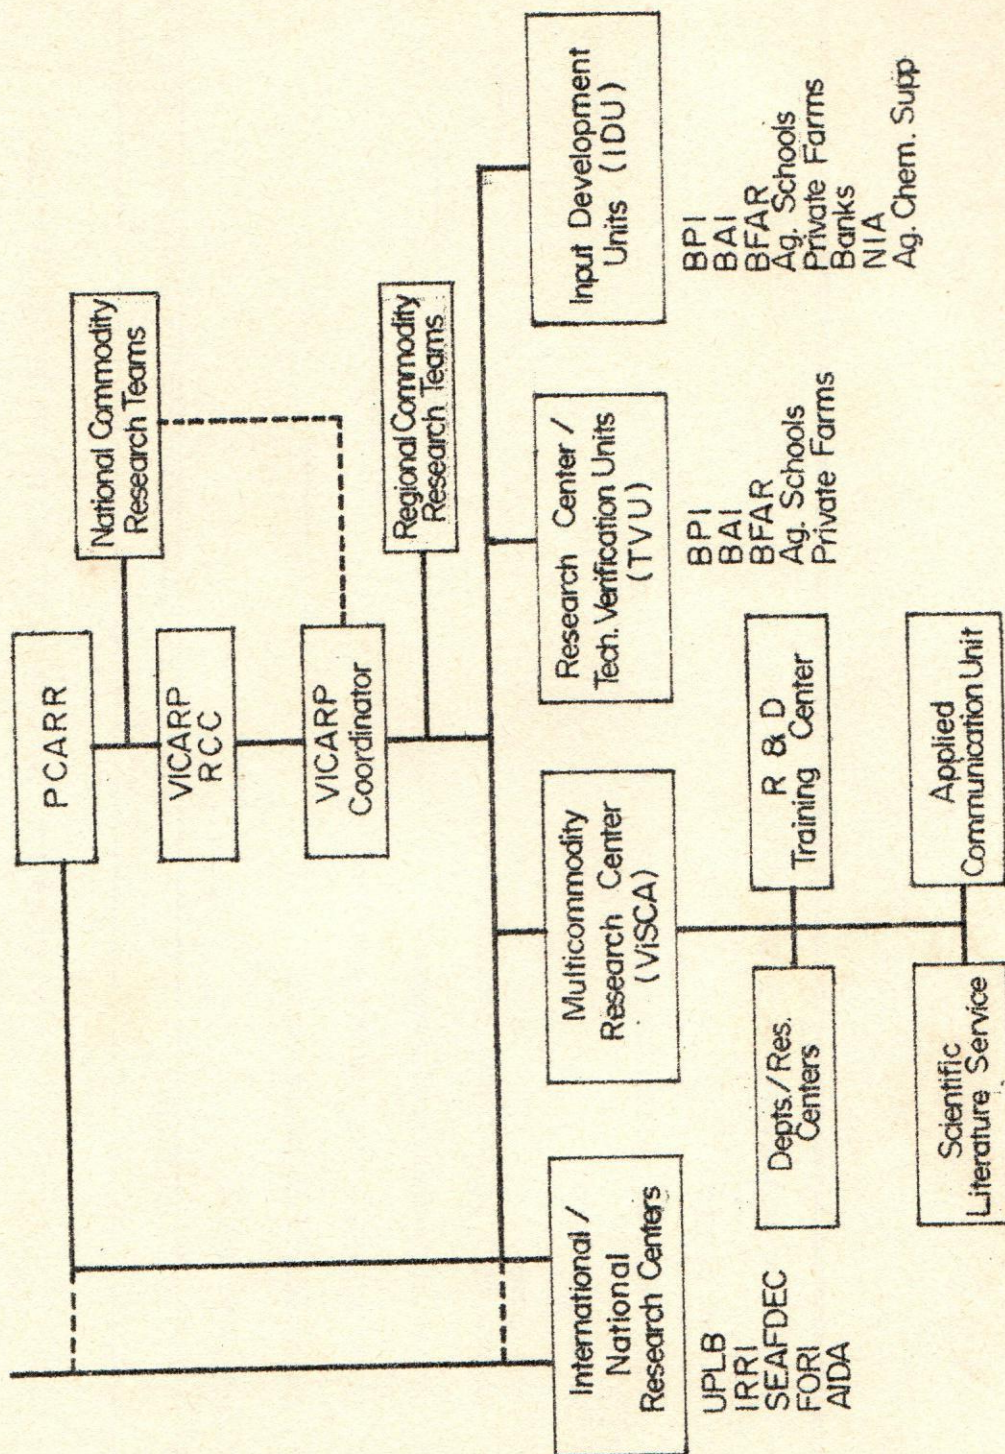 PCARR
National Commodity
Research Teams
VICARP
RCC
VICARP
Coordinator
Regional Commodity
Research Teams
International /
National
Research Centers
UPLB
IRRI
SEAFDEC
FORI
AIDA
Multicommodity
Research Center
(ViSCA)
Research Center /
Tech. Verification Units
(TVU)
BPI
BAI
BFAR
Ag. Schools
Private Farms
Input Development
Units (IDU)
BPI
BAI
BFAR
Ag. Schools
Private Farms
Banks
NIA
Ag. Chem. Supp
Depts./Res.
Centers
R & D
Training Center
Scientific
Literature Service
Applied
Communication Unit